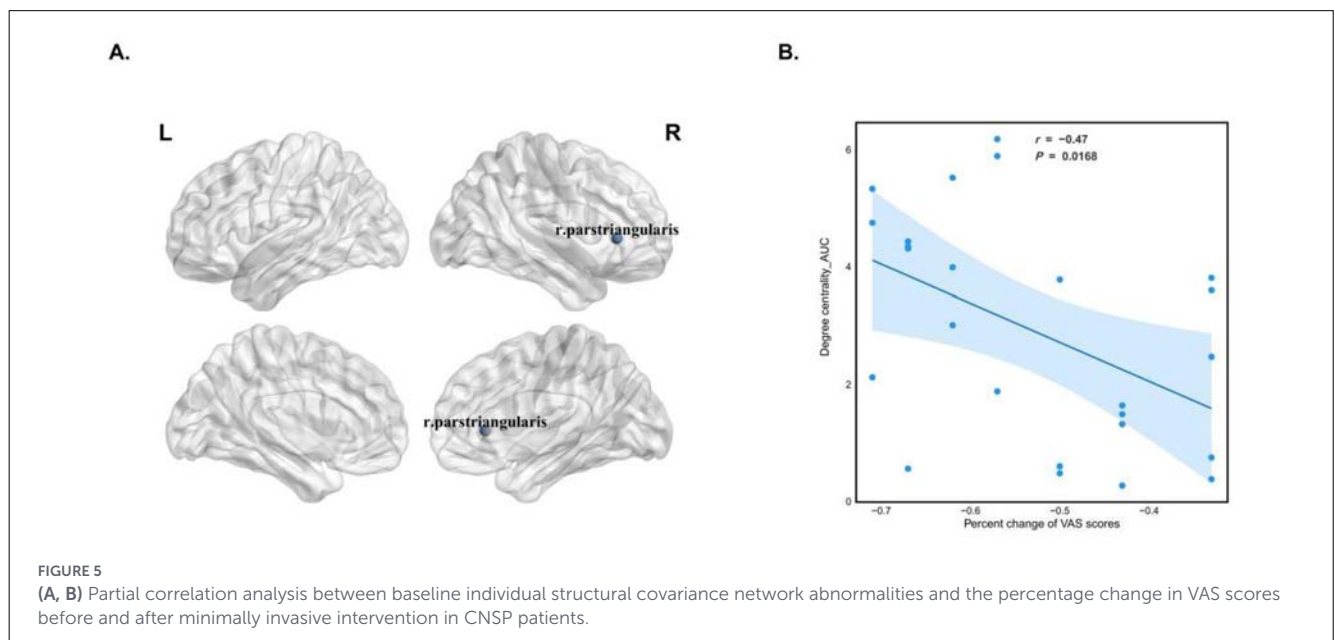 A.
B.
L
R
r.parstriangularis
r.parstriangularis
r = −0.47
P = 0.0168
6
4
2
0
Degree centrality_AUC
−0.7
−0.6
−0.5
−0.4
Percent change of VAS scores
FIGURE 5
(A, B) Partial correlation analysis between baseline individual structural covariance network abnormalities and the percentage change in VAS scores
before and after minimally invasive intervention in CNSP patients.